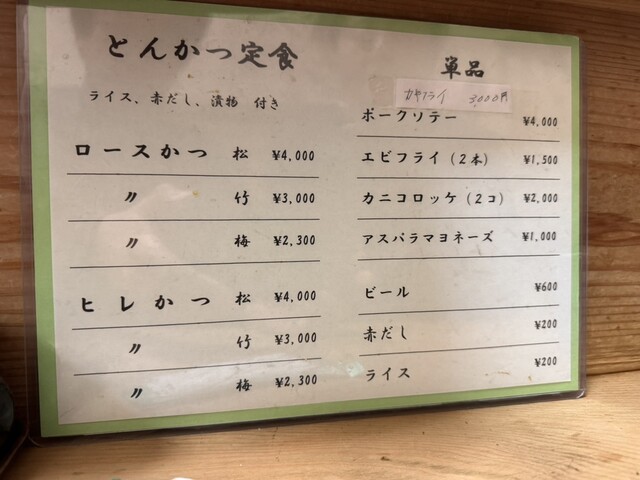 とんかつ定食
ライス、赤だし、漬物 付き
ロースかつ 松 ¥4,000
〃 竹 ¥3,000
〃 梅 ¥2,300
ヒレかつ 松 ¥4,000
〃 竹 ¥3,000
〃 梅 ¥2,300
単品
カキフライ 3000円
ポークソテー ¥4,000
エビフライ(2本) ¥1,500
カニコロッケ(2コ) ¥2,000
アスパラマヨネーズ ¥1,000
ビール ¥600
赤だし ¥200
ライス ¥200